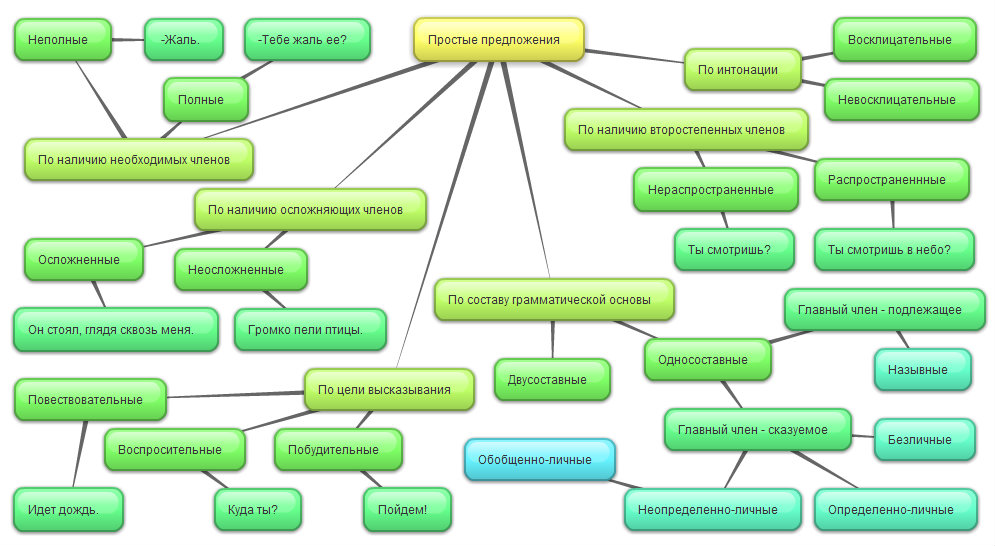 Неполные
-Жаль.
-Тебе жаль ее?
Простые предложения
Восклицательные
По интонации
Полные
Невосклицательные
По наличию второстепенных членов
По наличию необходимых членов
Нераспространенные
Распространеннные
По наличию осложняющих членов
Ты смотришь?
Ты смотришь в небо?
Осложненные
Неосложненные
По составу грамматической основы
Главный член - подлежащее
Он стоял, глядя сквозь меня.
Громко пели птицы.
Односоставные
Назывные
Двусоставные
По цели высказывания
Повествовательные
Главный член - сказуемое
Безличные
Воспросительные
Побудительные
Обобщенно-личные
Идет дождь.
Куда ты?
Пойдем!
Неопределенно-личные
Определенно-личные